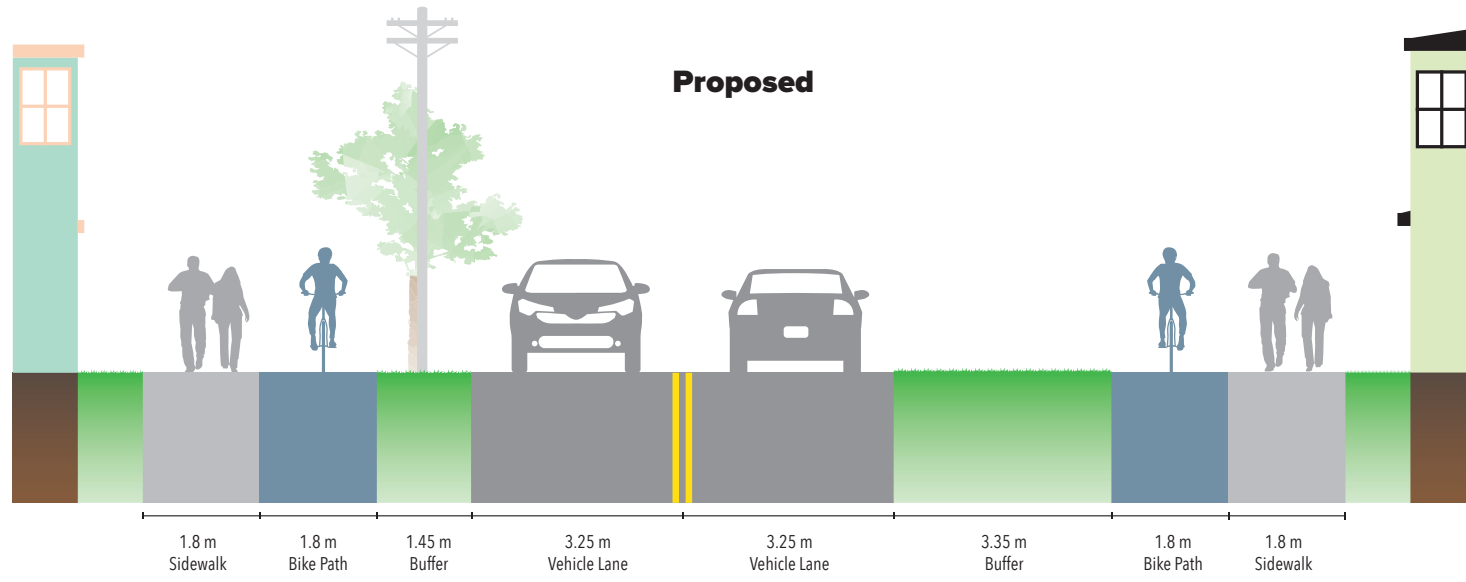 Proposed
1.8 m
Sidewalk
1.8 m
Bike Path
1.45 m
Buffer
3.25 m
Vehicle Lane
3.25 m
Vehicle Lane
3.35 m
Buffer
1.8 m
Bike Path
1.8 m
Sidewalk